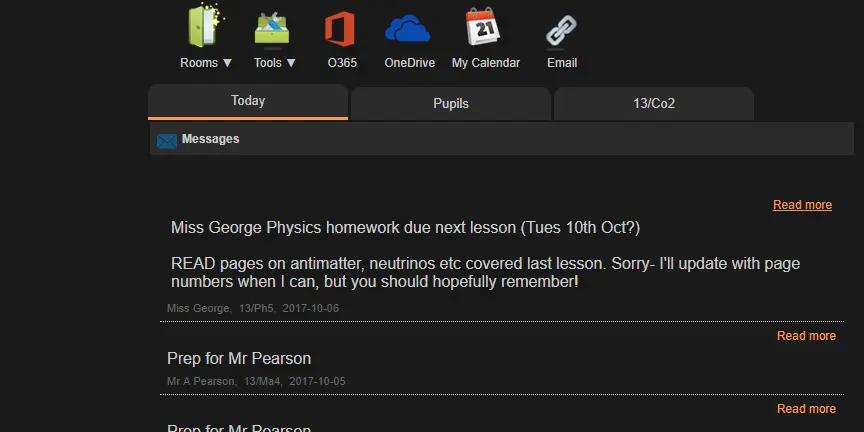 21
Rooms ▼ Tools ▼ O365 OneDrive My Calendar Email
Today Pupils 13/Co2
Messages
Read more
Miss George Physics homework due next lesson (Tues 10th Oct?)
READ pages on antimatter, neutrinos etc covered last lesson. Sorry- I'll update with page
numbers when I can, but you should hopefully remember!
Miss George, 13/Ph5, 2017-10-06
Read more
Prep for Mr Pearson
Mr A Pearson, 13/Ma4, 2017-10-05
Read more
Prep for Mr Pearson